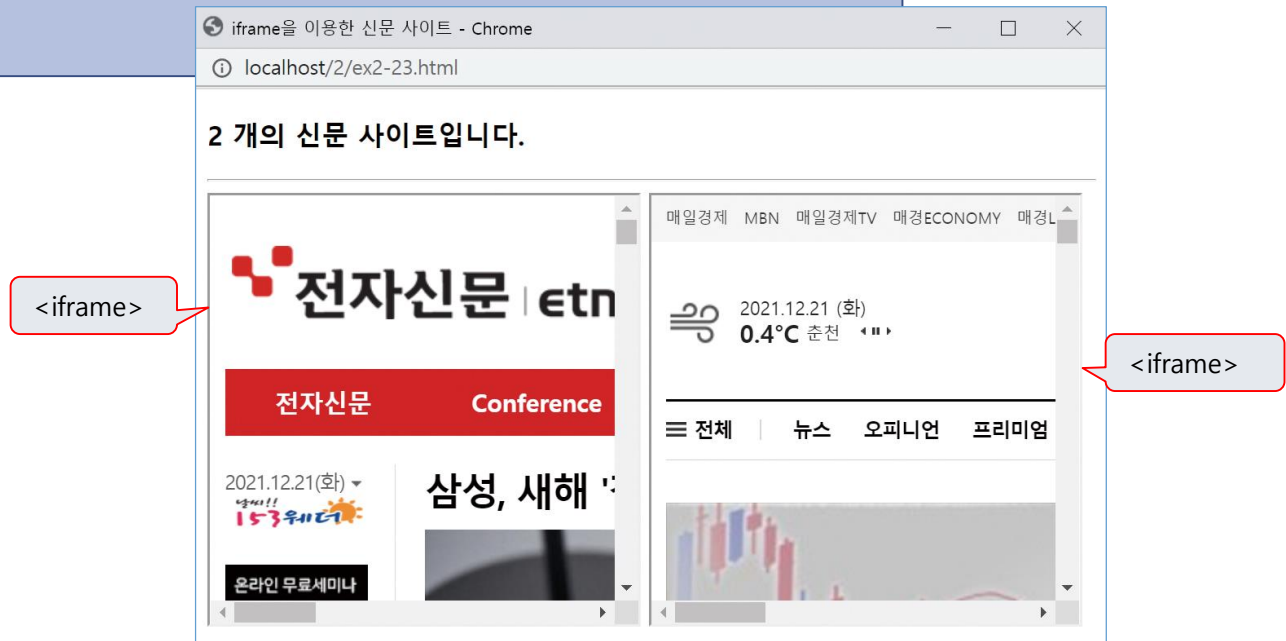 iframe을 이용한 신문 사이트 - Chrome
localhost/2/ex2-23.html
2 개의 신문 사이트입니다.
<iframe>
전자신문 | etn
전자신문 Conference
2021.12.21(화)
날씨!!
153웨더
삼성, 새해
온라인 무료세미나
매일경제 MBN 매일경제TV 매경ECONOMY 매경L
2021.12.21 (화)
0.4°C 춘천
전체 뉴스 오피니언 프리미엄
<iframe>